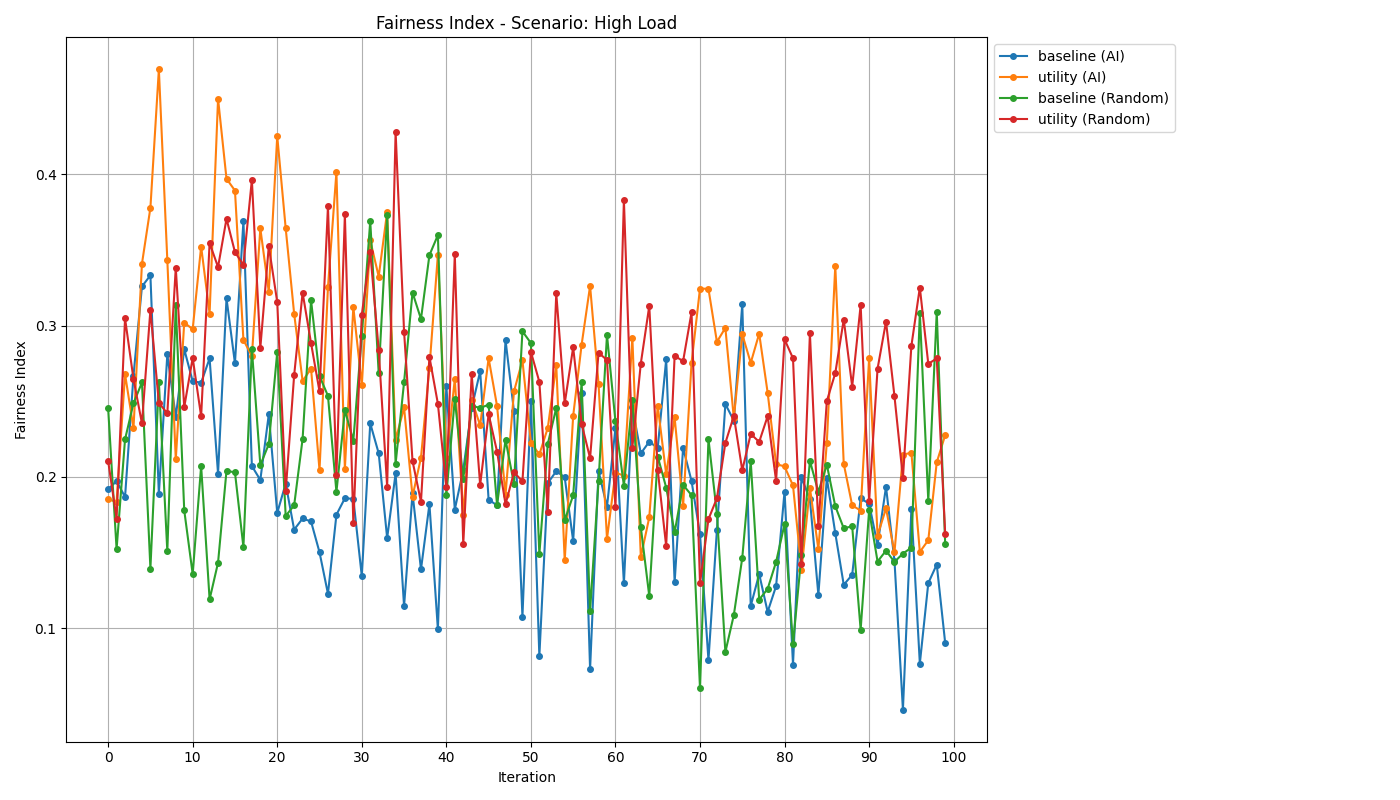 Fairness Index - Scenario: High Load
baseline (AI)
utility (AI)
baseline (Random)
utility (Random)
Fairness Index
0.4
0.3
0.2
0.1
0 10 20 30 40 50 60 70 80 90 100
Iteration